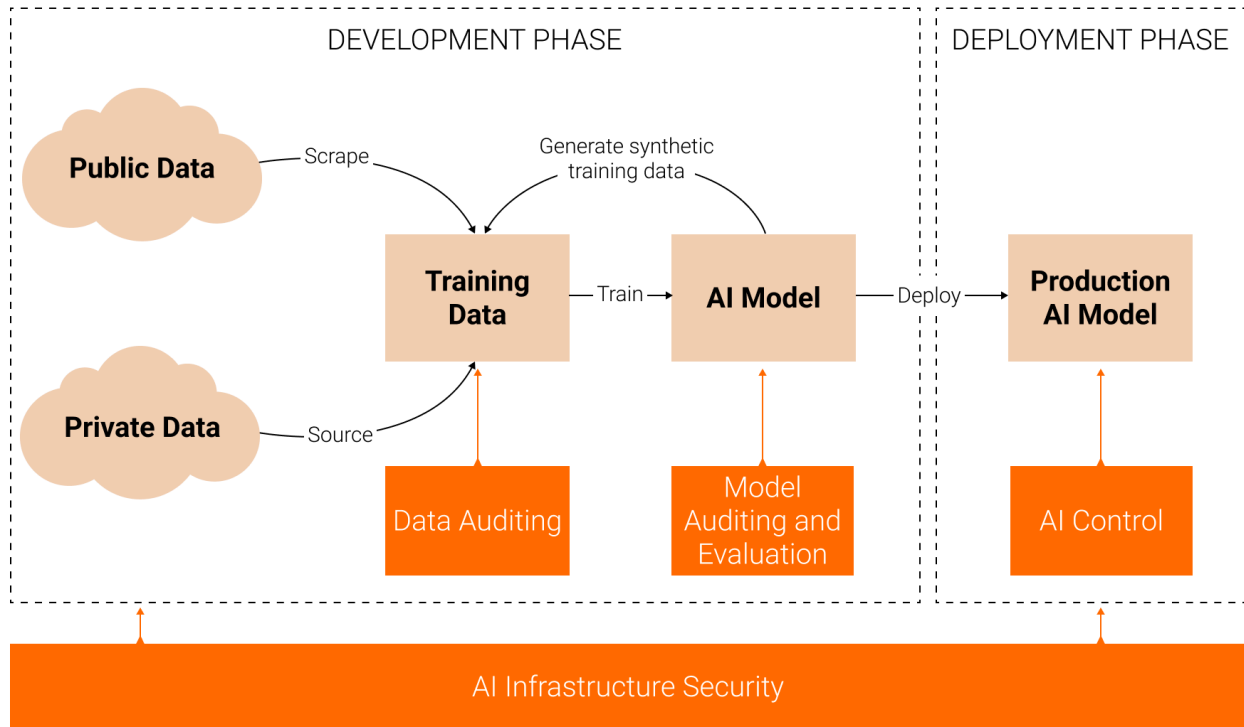 DEVELOPMENT PHASE
DEPLOYMENT PHASE
Public Data
Scrape
Generate synthetic
training data
Training
Data
Train
AI Model
Deploy
Production
AI Model
Private Data
Source
Data Auditing
Model
Auditing and
Evaluation
AI Control
AI Infrastructure Security